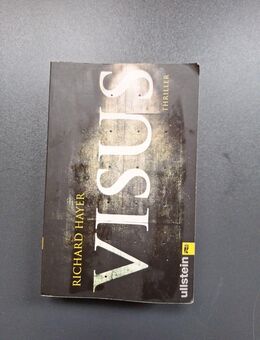 RICHARD HAYER
VISUS
THRILLER
ullstein